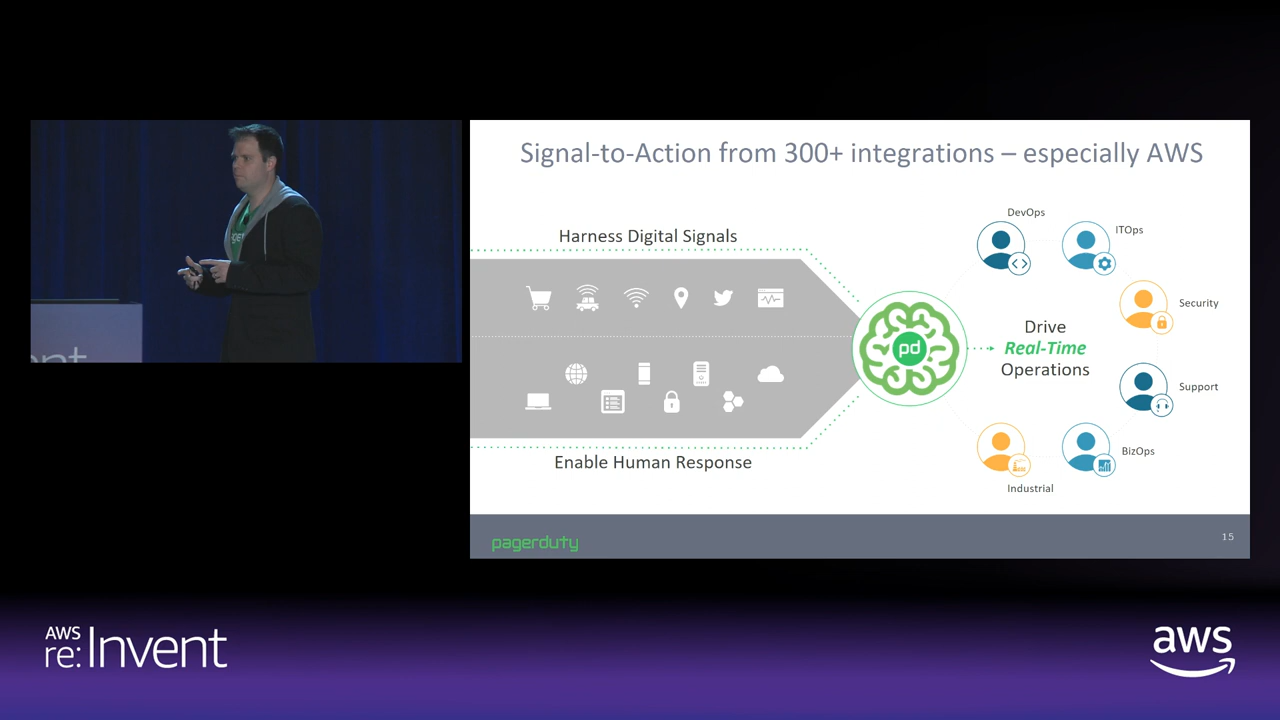 Signal-to-Action from 300+ integrations – especially AWS
Harness Digital Signals
Enable Human Response
pd
Drive
Real-Time
Operations
DevOps
ITOps
Security
Support
BizOps
Industrial
pagerduty
15
AWS
re:Invent
aws